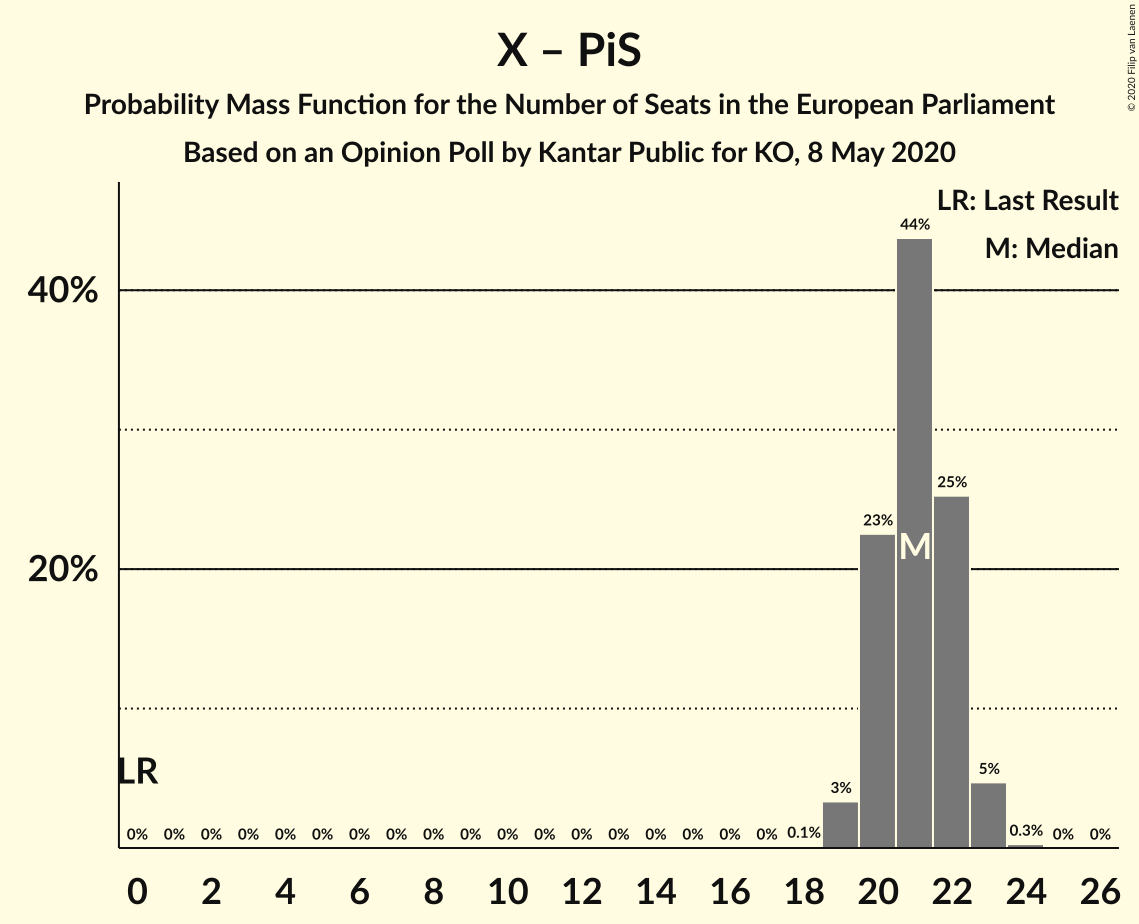 X – PiS
Probability Mass Function for the Number of Seats in the European Parliament
Based on an Opinion Poll by Kantar Public for KO, 8 May 2020
© 2020 Filip van Laenen
LR: Last Result
M: Median
40%
20%
LR
M
0% 0% 0% 0% 0% 0% 0% 0% 0% 0% 0% 0% 0% 0% 0% 0% 0% 0% 0.1% 3% 23% 44% 25% 5% 0.3% 0% 0%
0 2 4 6 8 10 12 14 16 18 20 22 24 26